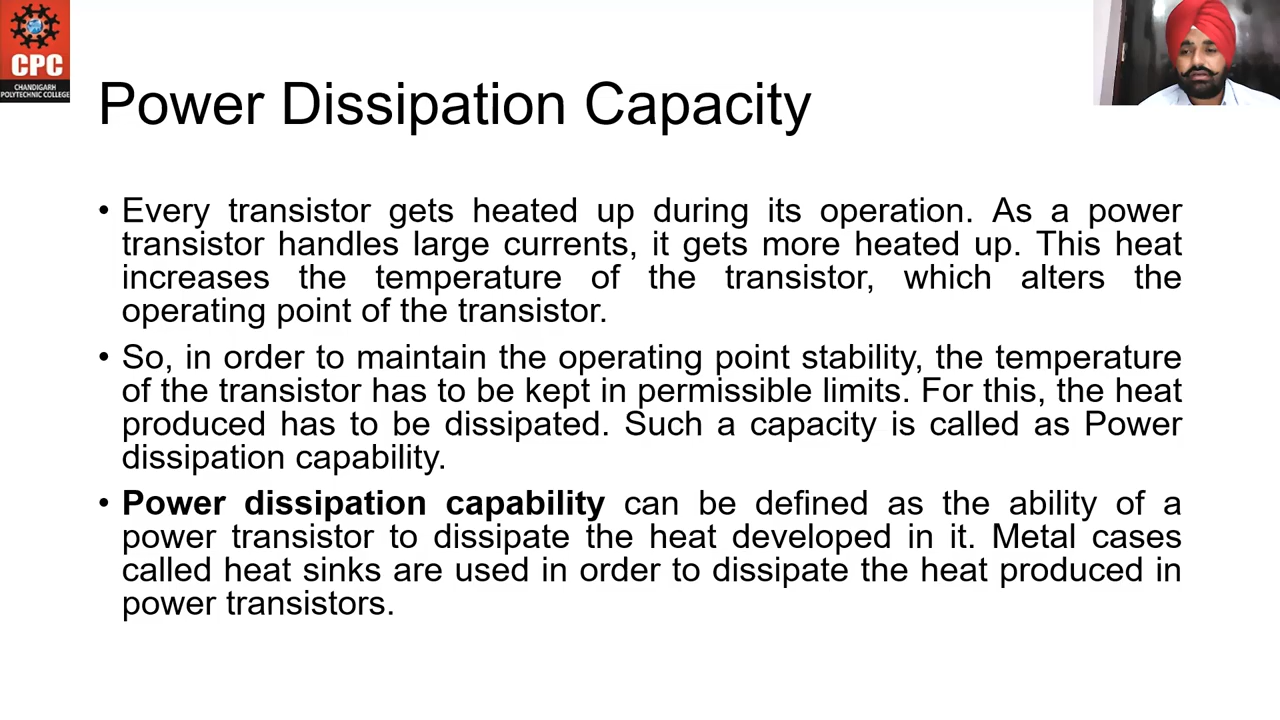 CPC
CHANDIGARH
POLYTECHNIC COLLEGE
Power Dissipation Capacity
• Every transistor gets heated up during its operation. As a power
transistor handles large currents, it gets more heated up. This heat
increases the temperature of the transistor, which alters the
operating point of the transistor.
• So, in order to maintain the operating point stability, the temperature
of the transistor has to be kept in permissible limits. For this, the heat
produced has to be dissipated. Such a capacity is called as Power
dissipation capability.
• Power dissipation capability can be defined as the ability of a
power transistor to dissipate the heat developed in it. Metal cases
called heat sinks are used in order to dissipate the heat produced in
power transistors.